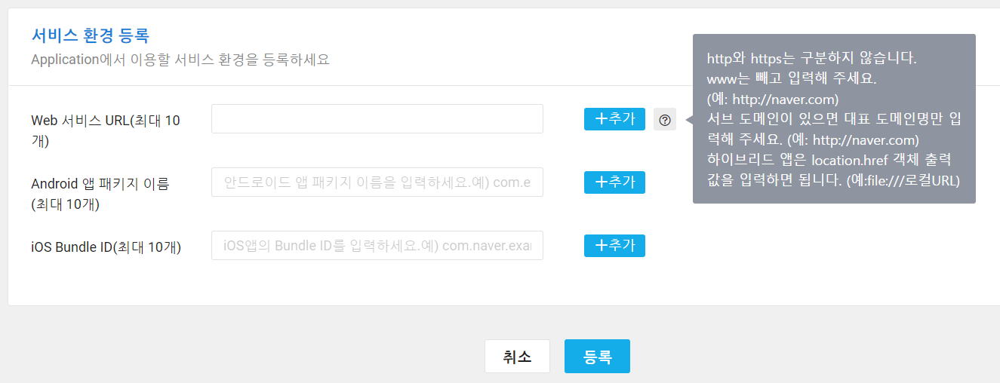 서비스 환경 등록
Application에서 이용할 서비스 환경을 등록하세요
http와 https는 구분하지 않습니다.
www는 빼고 입력해 주세요.
(예: http://naver.com)
서브 도메인이 있으면 대표 도메인명만 입
력해 주세요. (예: http://naver.com)
하이브리드 앱은 location.href 객체 출력
값을 입력하면 됩니다. (예:file:///로컬URL)
Web 서비스 URL(최대 10
개)
+추가
?
Android 앱 패키지 이름
(최대 10개)
안드로이드 앱 패키지 이름을 입력하세요.예) com.e
+추가
iOS Bundle ID(최대 10개)
iOS앱의 Bundle ID를 입력하세요.예) com.naver.exar
+추가
취소
등록